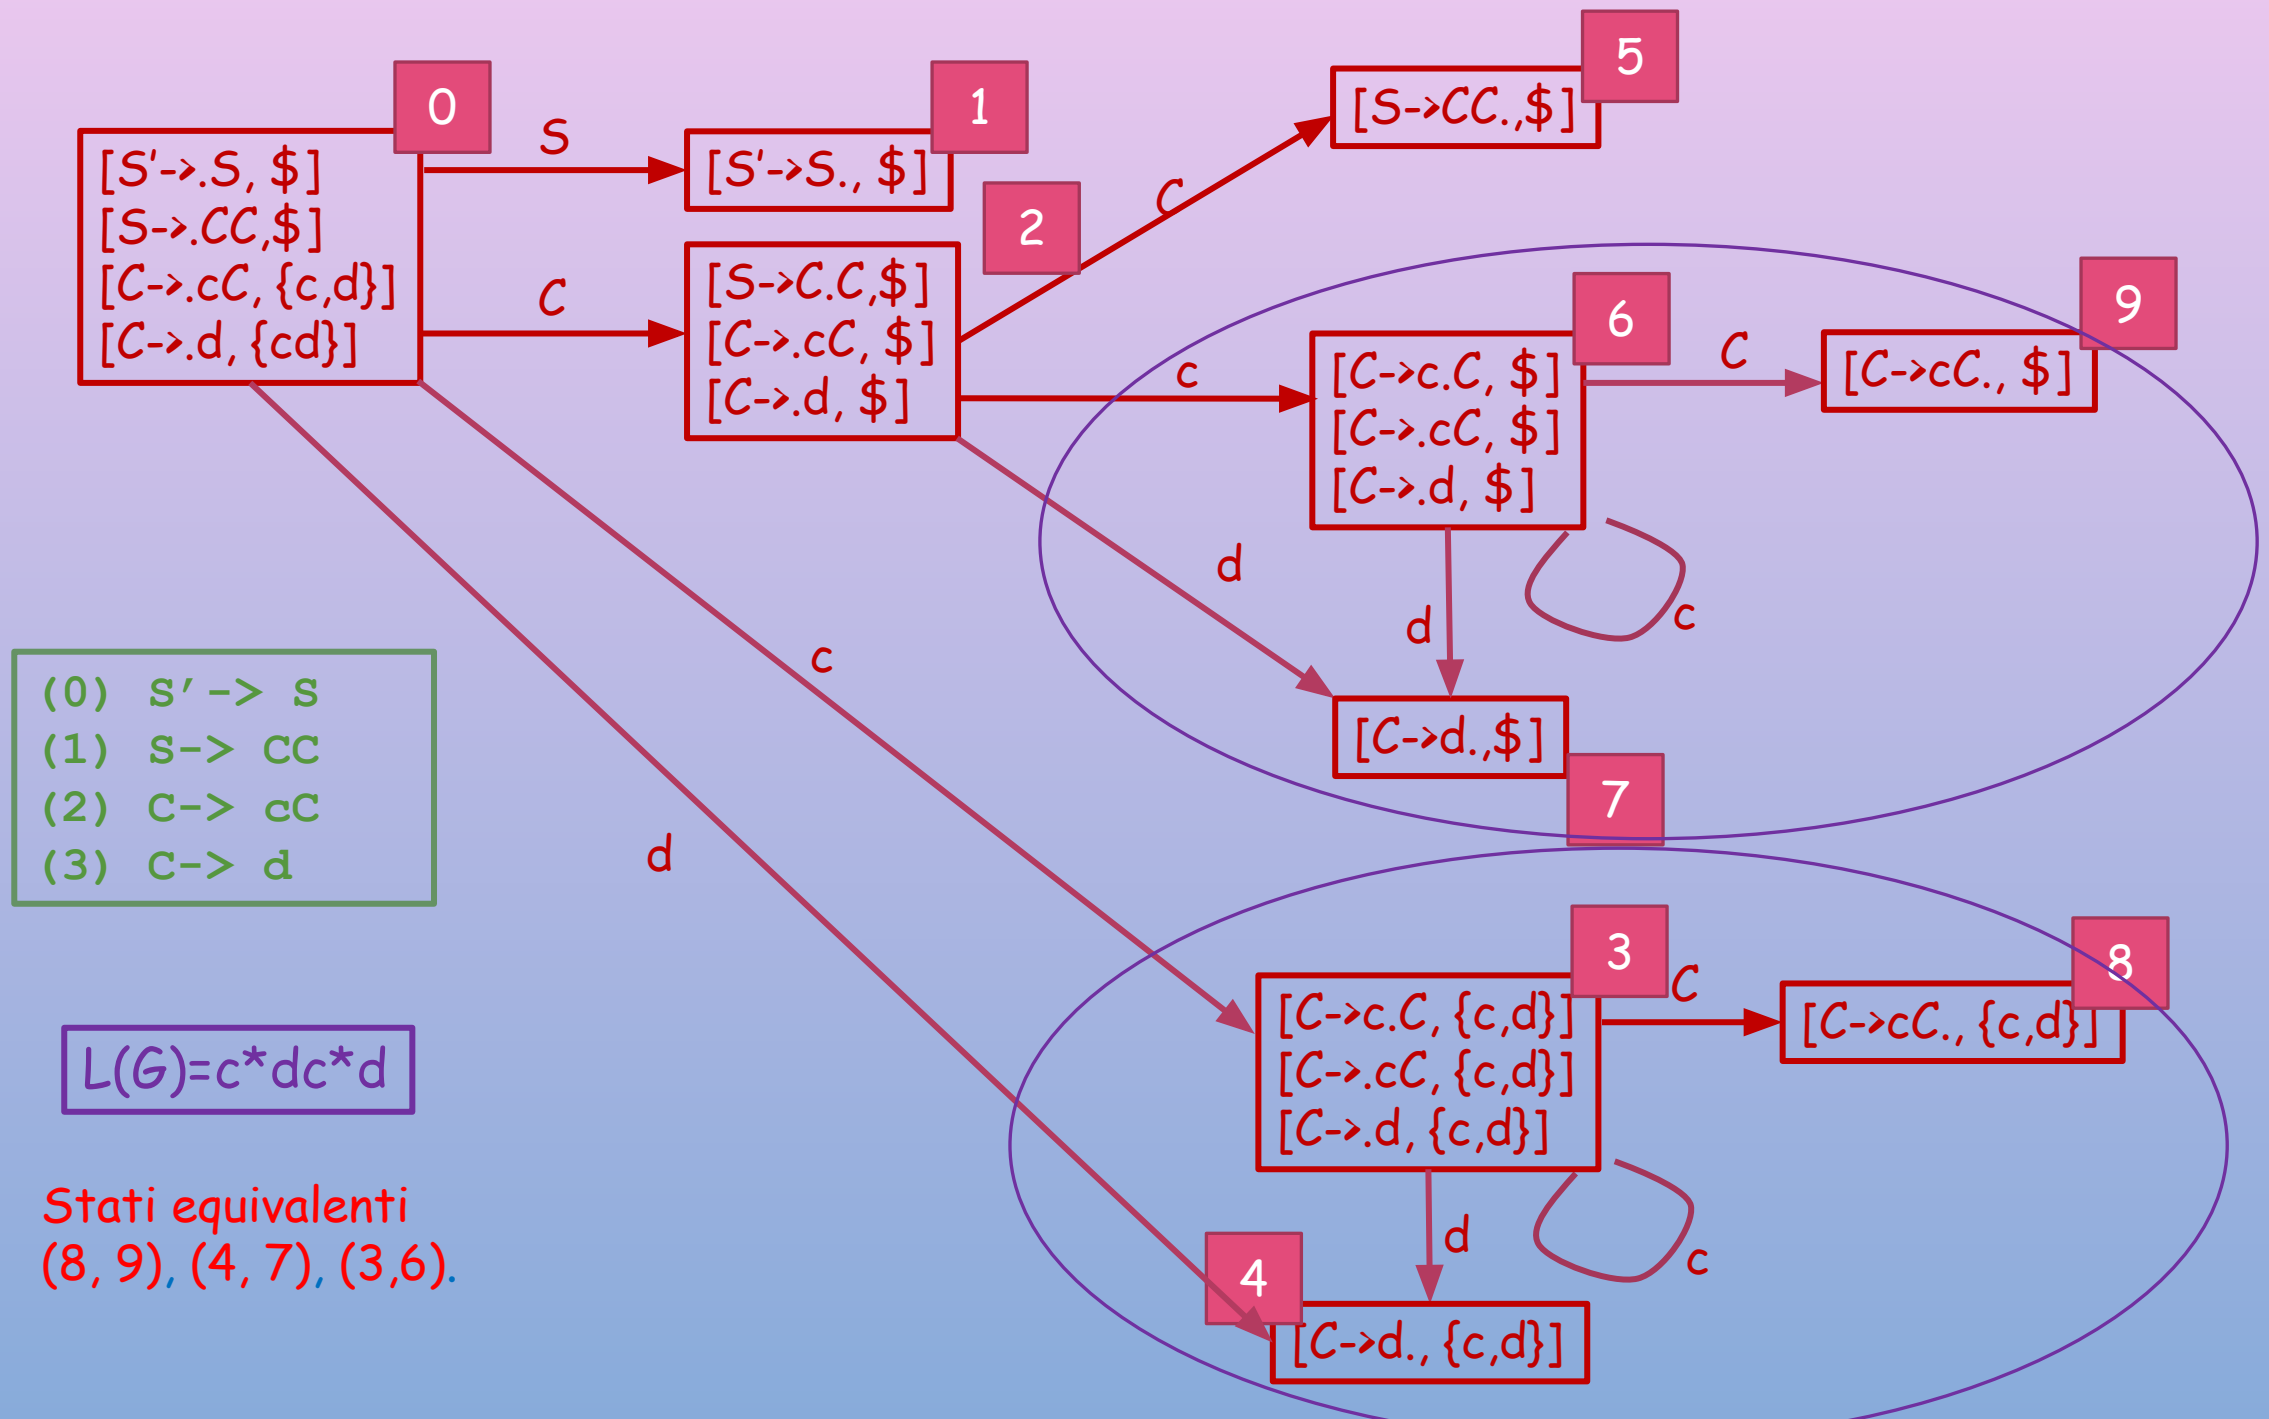 0
[S'->.S, $]
[S->.CC,$]
[C->.cC, {c,d}]
[C->.d, {cd}]
S
C
1
[S'->S., $]
2
[S->C.C,$]
[C->.cC, $]
[C->.d, $]
C
5
[S->CC.,$]
c
6
[C->c.C, $]
[C->.cC, $]
[C->.d, $]
C
9
[C->cC., $]
d
d
c
[C->d.,$]
7
c
d
(0) S'-> S
(1) S-> CC
(2) C-> cC
(3) C-> d
L(G)=c*dc*d
Stati equivalenti
(8, 9), (4, 7), (3,6).
3
[C->c.C, {c,d}]
[C->.cC, {c,d}]
[C->.d, {c,d}]
C
8
[C->cC., {c,d}]
d
c
4
[C->d., {c,d}]